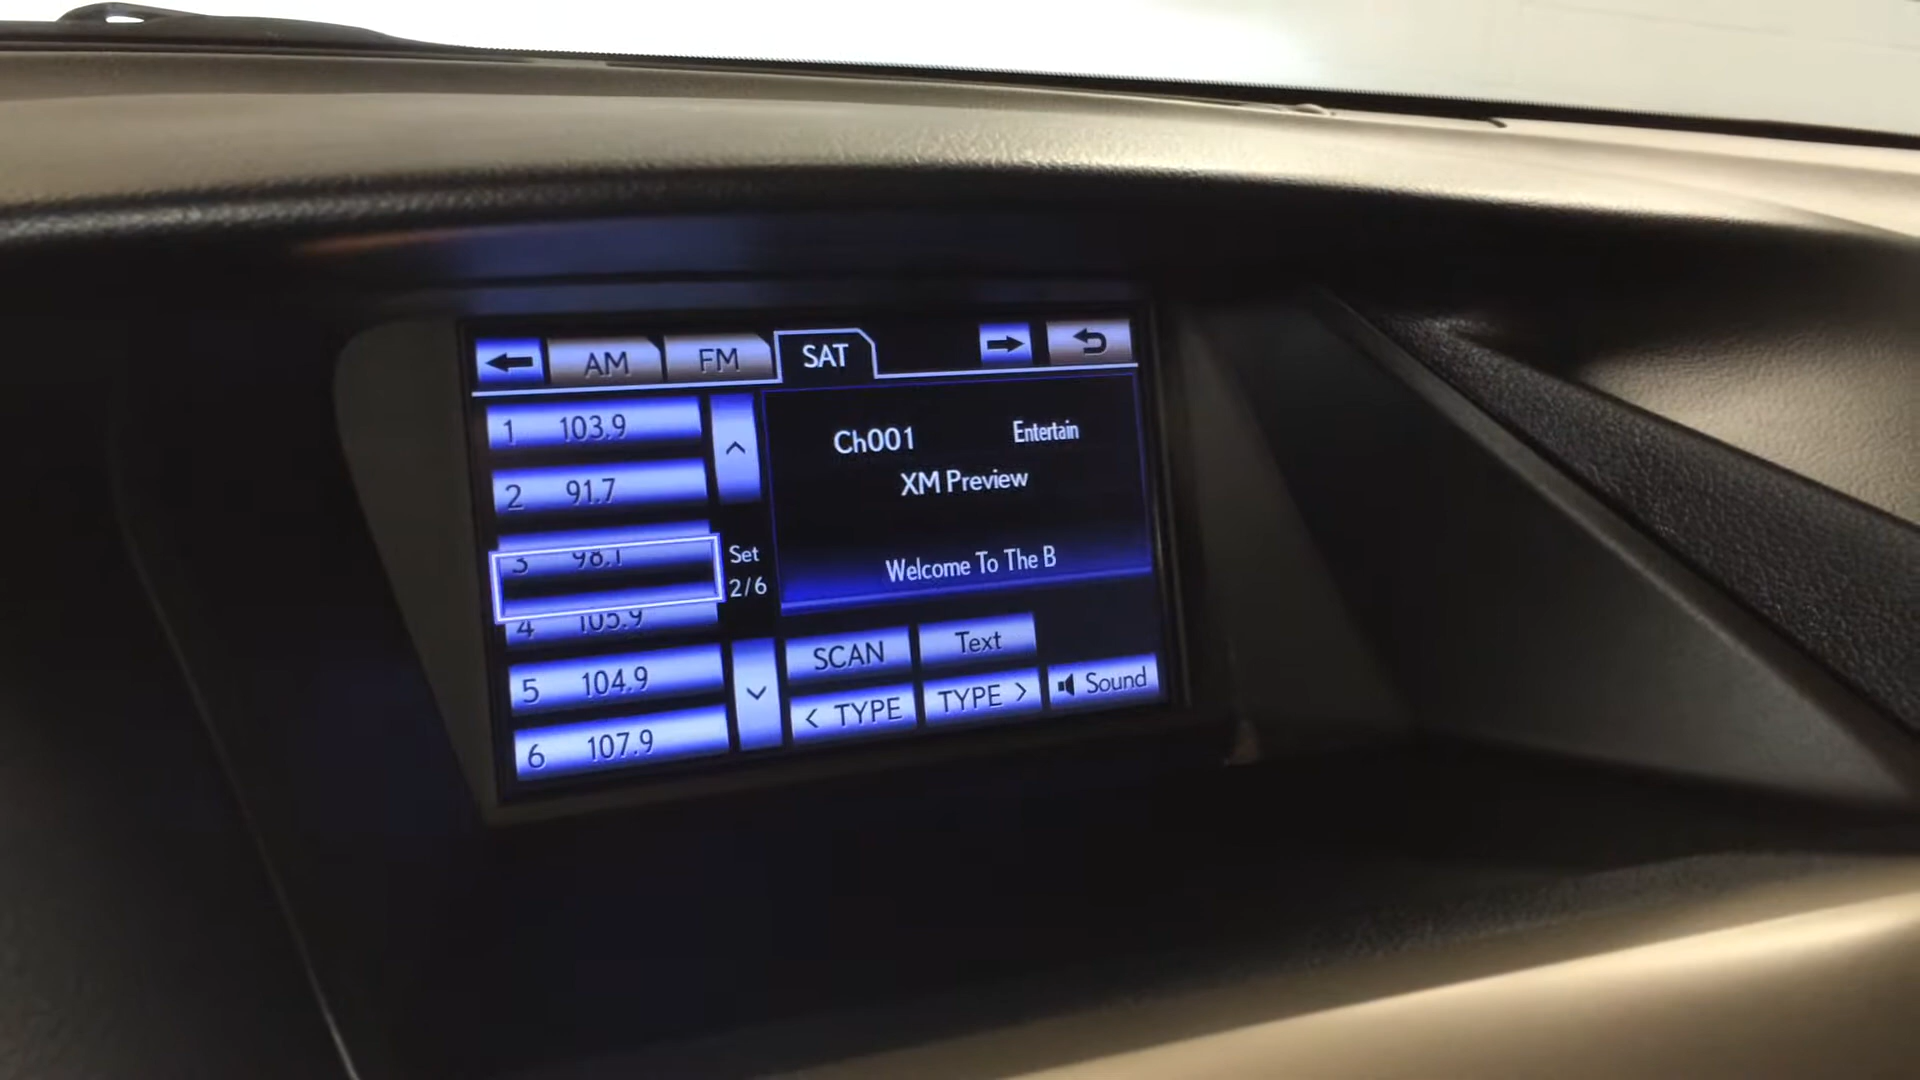 AM FM SAT
1 103.9
2 91.7
3 98.1
4 105.9
5 104.9
6 107.9
Set
2/6
Ch001 Entertain
XM Preview
Welcome To The B
SCAN Text
< TYPE TYPE > Sound